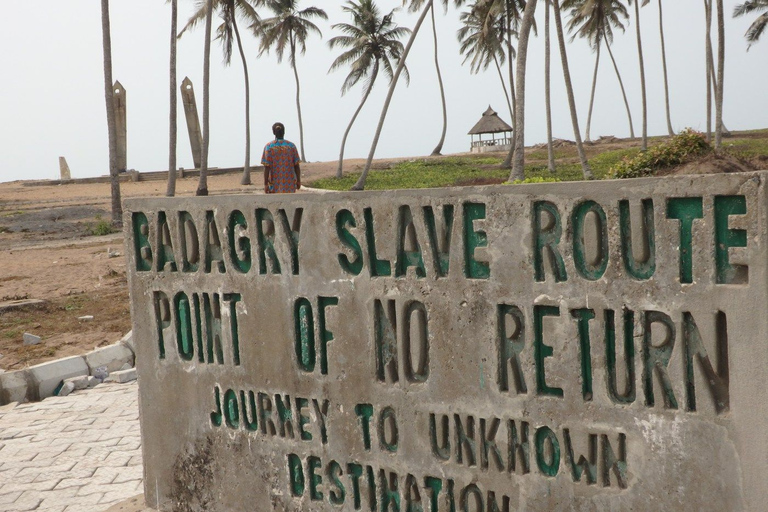 BADAGRY SLAVE ROUTE
POINT OF NO RETURN
JOURNEY TO UNKNOWN
DESTINATION